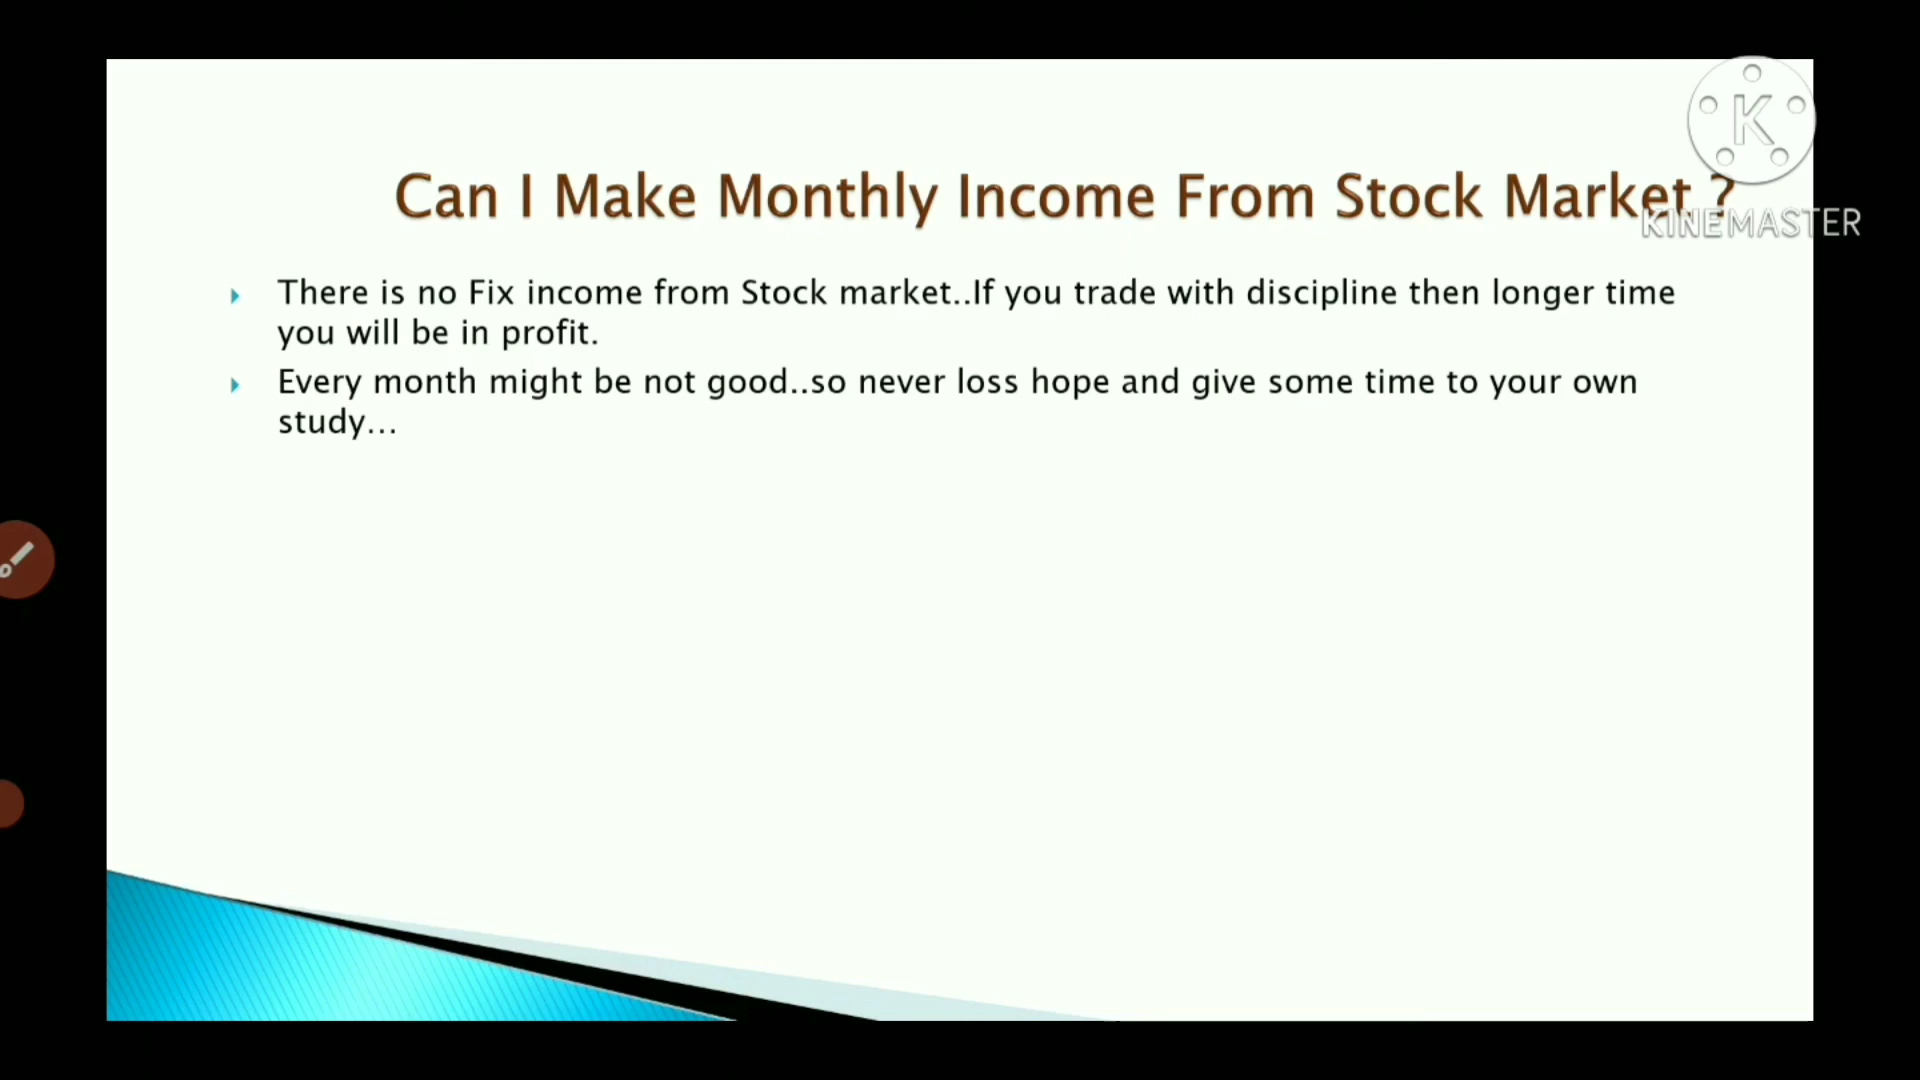 Can I Make Monthly Income From Stock Market ?
K
KINEMASTER
There is no Fix income from Stock market..If you trade with discipline then longer time
you will be in profit.
Every month might be not good..so never loss hope and give some time to your own
study...